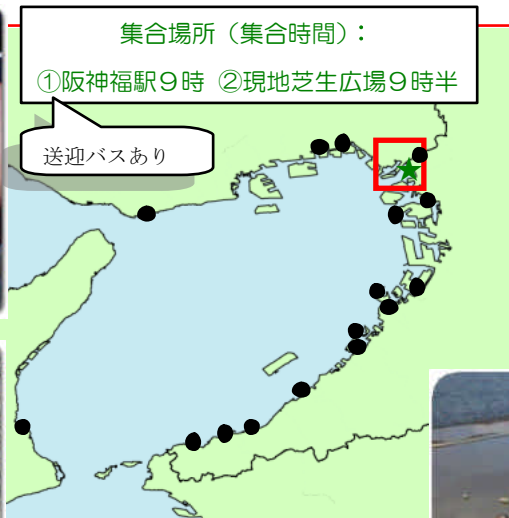 集合場所（集合時間）：
①阪神福駅９時 ②現地芝生広場９時半
送迎バスあり